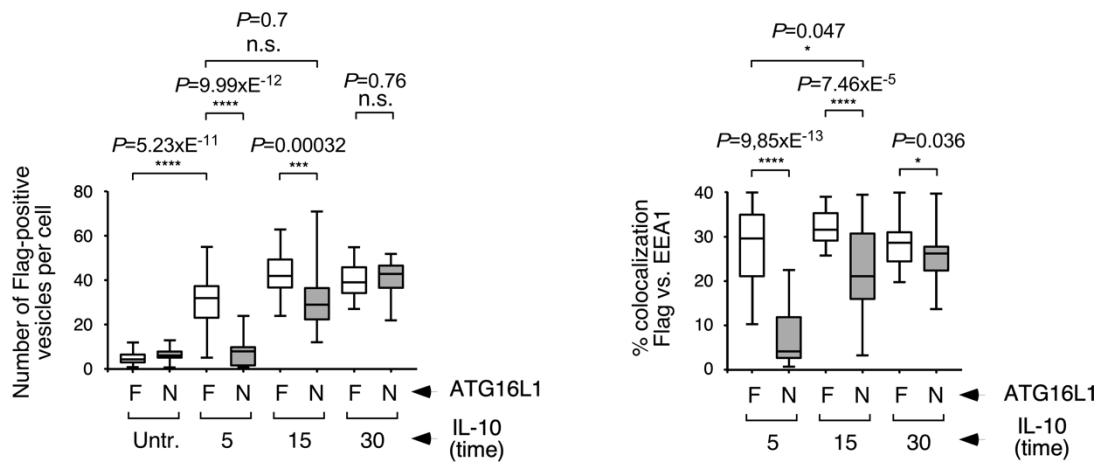 P=0.7
n.s.
P=9.99xE-12
****
P=0.76
n.s.
P=5.23xE-11
****
P=0.00032
***
Number of Flag-positive
vesicles per cell
80
60
40
20
0
F N F N F N F N
ATG16L1
Untr. 5 15 30
IL-10
(time)
P=0.047
*
P=7.46xE-5
****
P=9,85xE-13
****
P=0.036
*
% colocalization
Flag vs. EEA1
40
30
20
10
0
F N F N F N
ATG16L1
5 15 30
IL-10
(time)